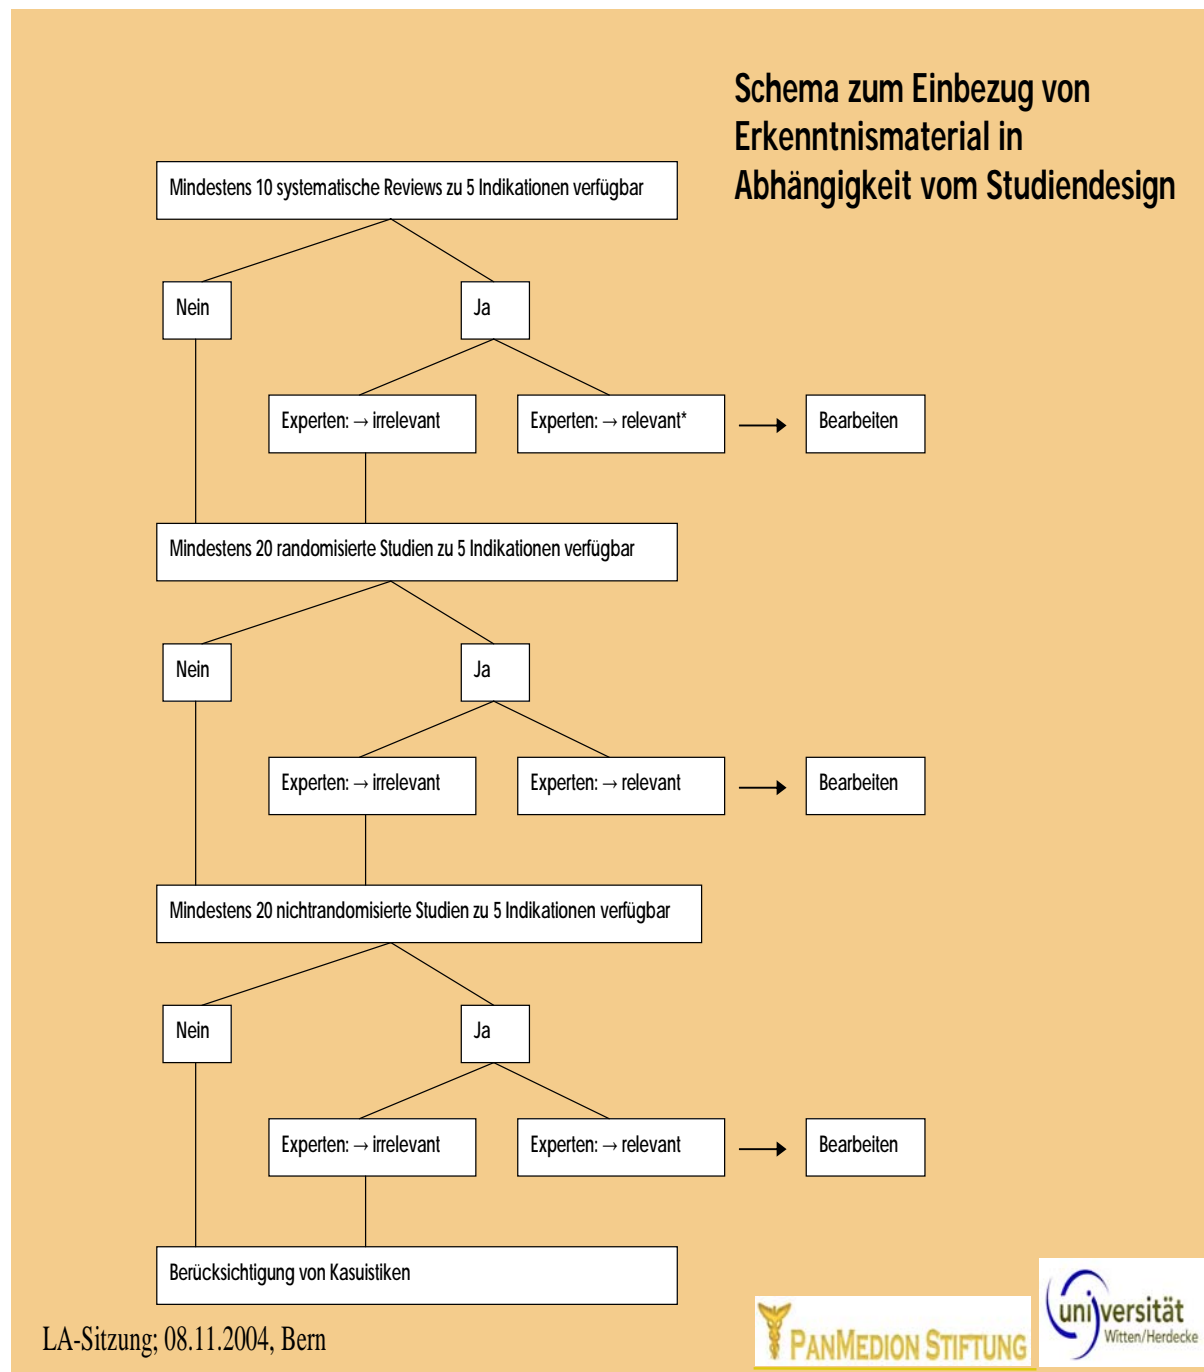 Schema zum Einbezug von
Erkenntnismaterial in
Abhängigkeit vom Studiendesign
Mindestens 10 systematische Reviews zu 5 Indikationen verfügbar
Nein
Ja
Experten: → irrelevant
Experten: → relevant*
Bearbeiten
Mindestens 20 randomisierte Studien zu 5 Indikationen verfügbar
Nein
Ja
Experten: → irrelevant
Experten: → relevant
Bearbeiten
Mindestens 20 nichtrandomisierte Studien zu 5 Indikationen verfügbar
Nein
Ja
Experten: → irrelevant
Experten: → relevant
Bearbeiten
Berücksichtigung von Kasuistiken
LA-Sitzung; 08.11.2004, Bern
PANMEDION STIFTUNG
universität
Witten/Herdecke